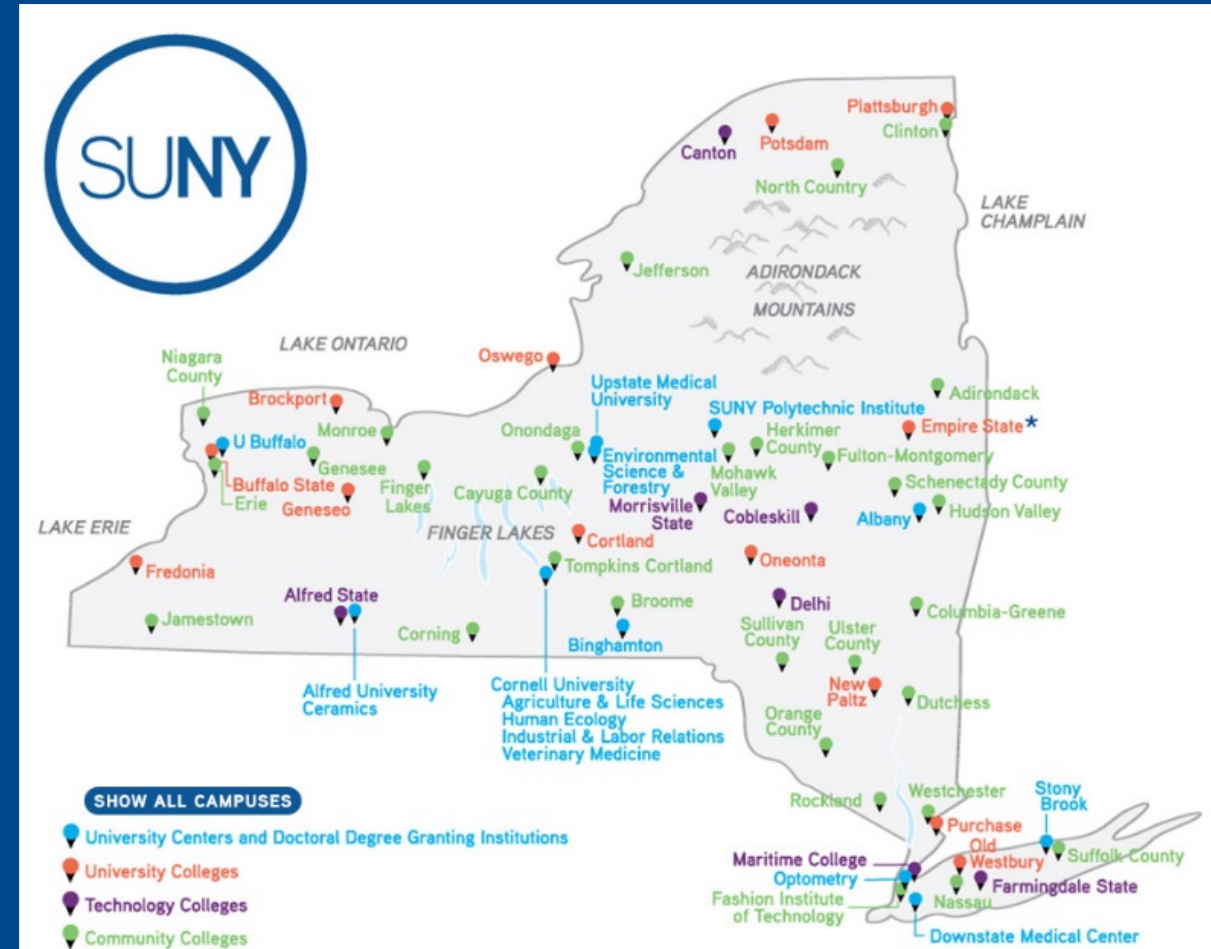 SUNY
Plattsburgh
Clinton
Canton
Potsdam
North Country
LAKE
CHAMPLAIN
Jefferson
ADIRONDACK
MOUNTAINS
LAKE ONTARIO
Oswego
Niagara
County
Brockport
Upstate Medical
University
Adirondack
SUNY Polytechnic Institute
Monroe
Onondaga
Herkimer
County
Empire State*
U Buffalo
Genesee
Environmental
Science &
Forestry
Mohawk
Valley
Fulton-Montgomery
Buffalo State
Erie
Geneseo
Finger
Lakes
Cayuga County
Schenectady County
Morrisville
State
Cobleskill
Albany
Hudson Valley
LAKE ERIE
FINGER LAKES
Cortland
Oneonta
Fredonia
Tompkins Cortland
Alfred State
Broome
Delhi
Columbia-Greene
Jamestown
Corning
Binghamton
Sullivan
County
Ulster
County
Alfred University
Ceramics
Cornell University
Agriculture & Life Sciences
Human Ecology
Industrial & Labor Relations
Veterinary Medicine
New
Paltz
Dutchess
Orange
County
SHOW ALL CAMPUSES
Rockland
Westchester
Stony
Brook
University Centers and Doctoral Degree Granting Institutions
Purchase
Old
Westbury
Suffolk County
University Colleges
Maritime College
Optometry
Farmingdale State
Technology Colleges
Fashion Institute
of Technology
Nassau
Community Colleges
Downstate Medical Center